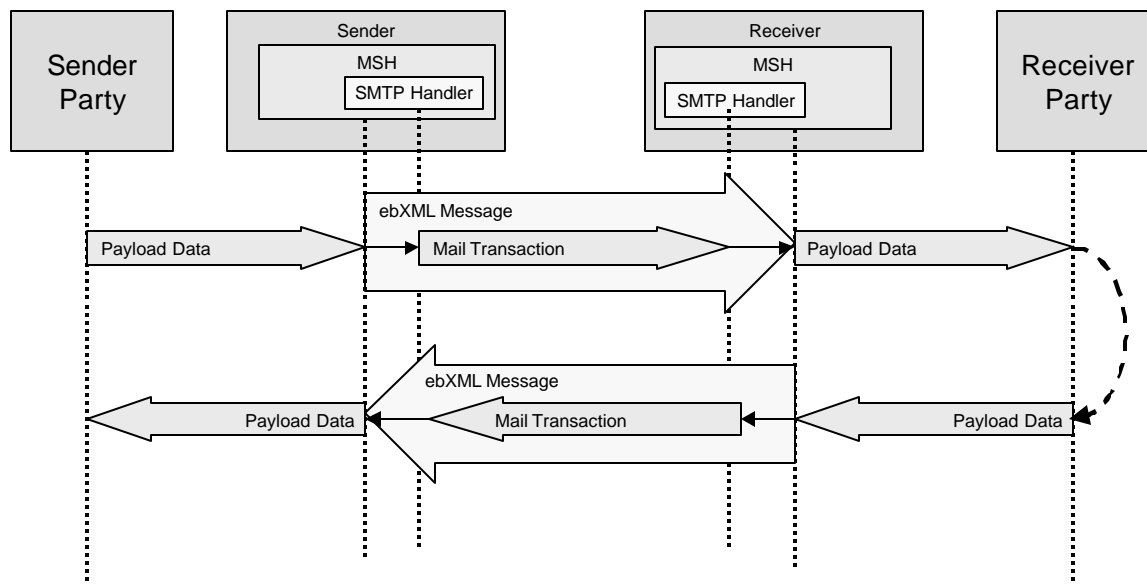 Sender
Party
Sender
MSH
SMTP Handler
Receiver
MSH
SMTP Handler
Receiver
Party
ebXML Message
Payload Data
Mail Transaction
Payload Data
ebXML Message
Payload Data
Mail Transaction
Payload Data